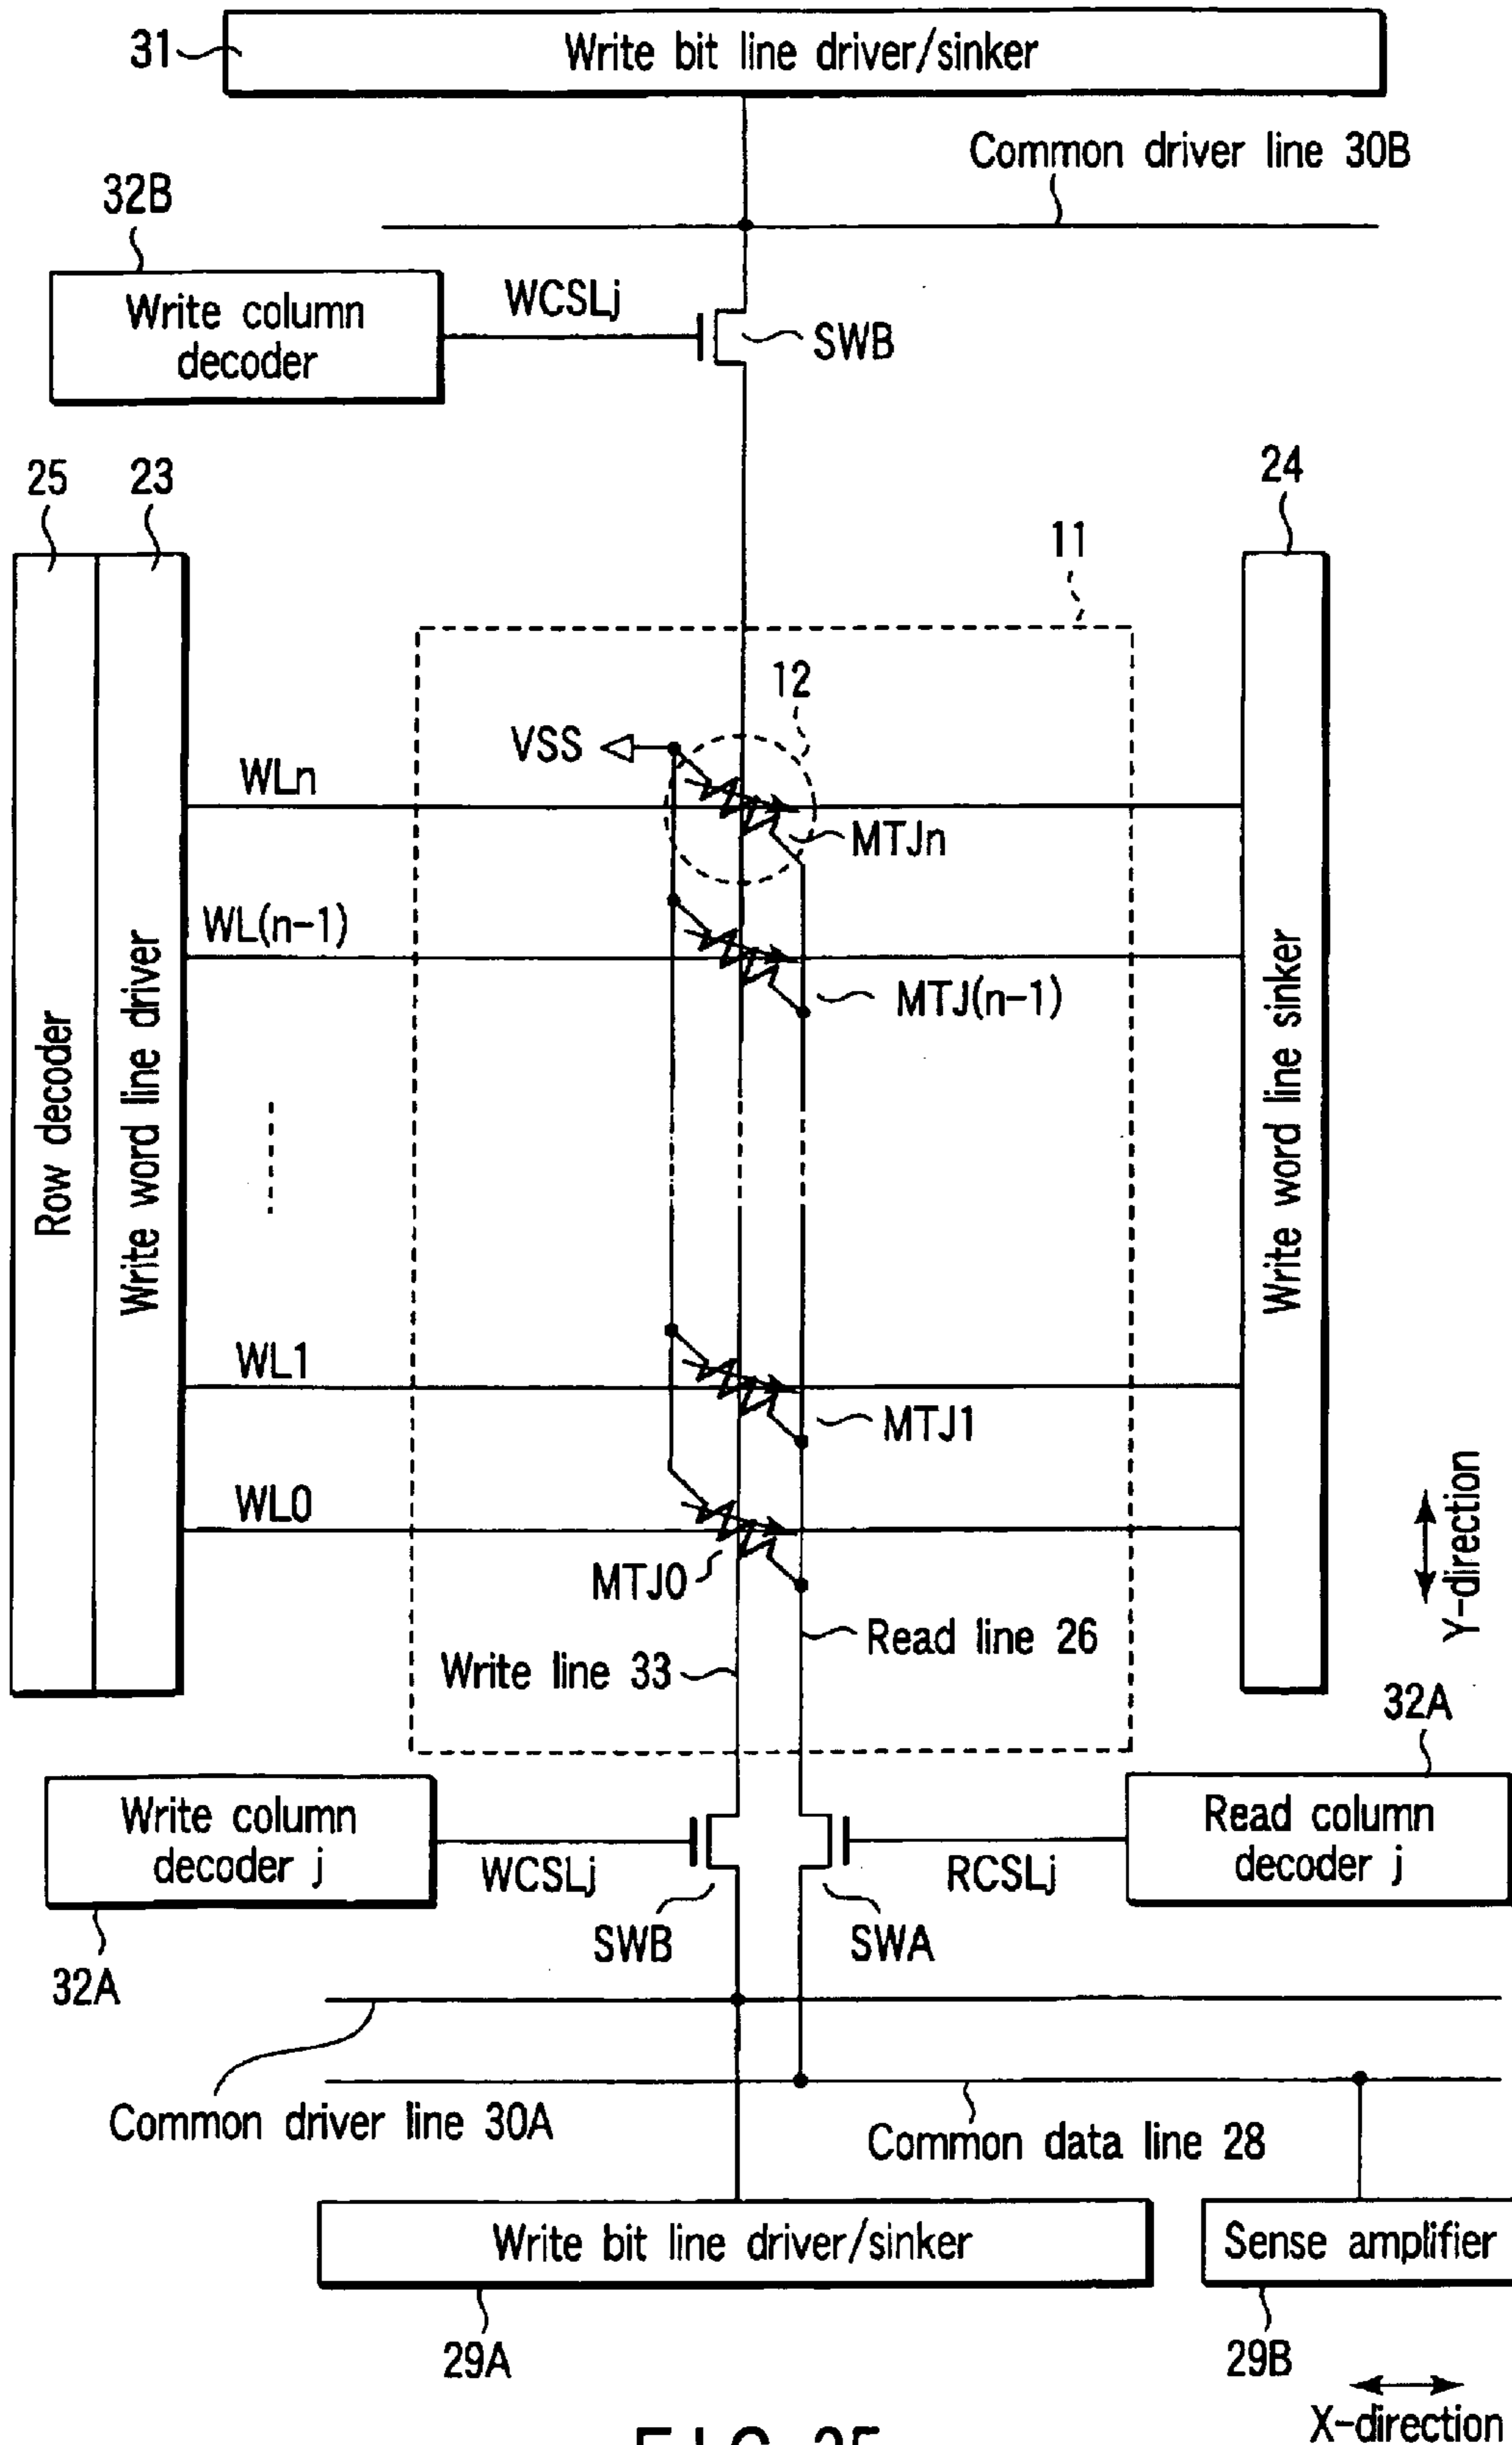 31
Write bit line driver/sinker
Common driver line 30B
32B
Write column
decoder
WCSLj
SWB
25
23
24
11
12
VSS
WLn
MTJn
WL(n-1)
MTJ(n-1)
Row decoder
Write word line driver
Write word line sinker
WL1
MTJ1
WL0
MTJ0
Y-direction
Read line 26
Write line 33
32A
Write column
decoder j
WCSLj
RCSLj
Read column
decoder j
SWB
SWA
32A
Common driver line 30A
Common data line 28
Write bit line driver/sinker
Sense amplifier
29A
29B
X-direction